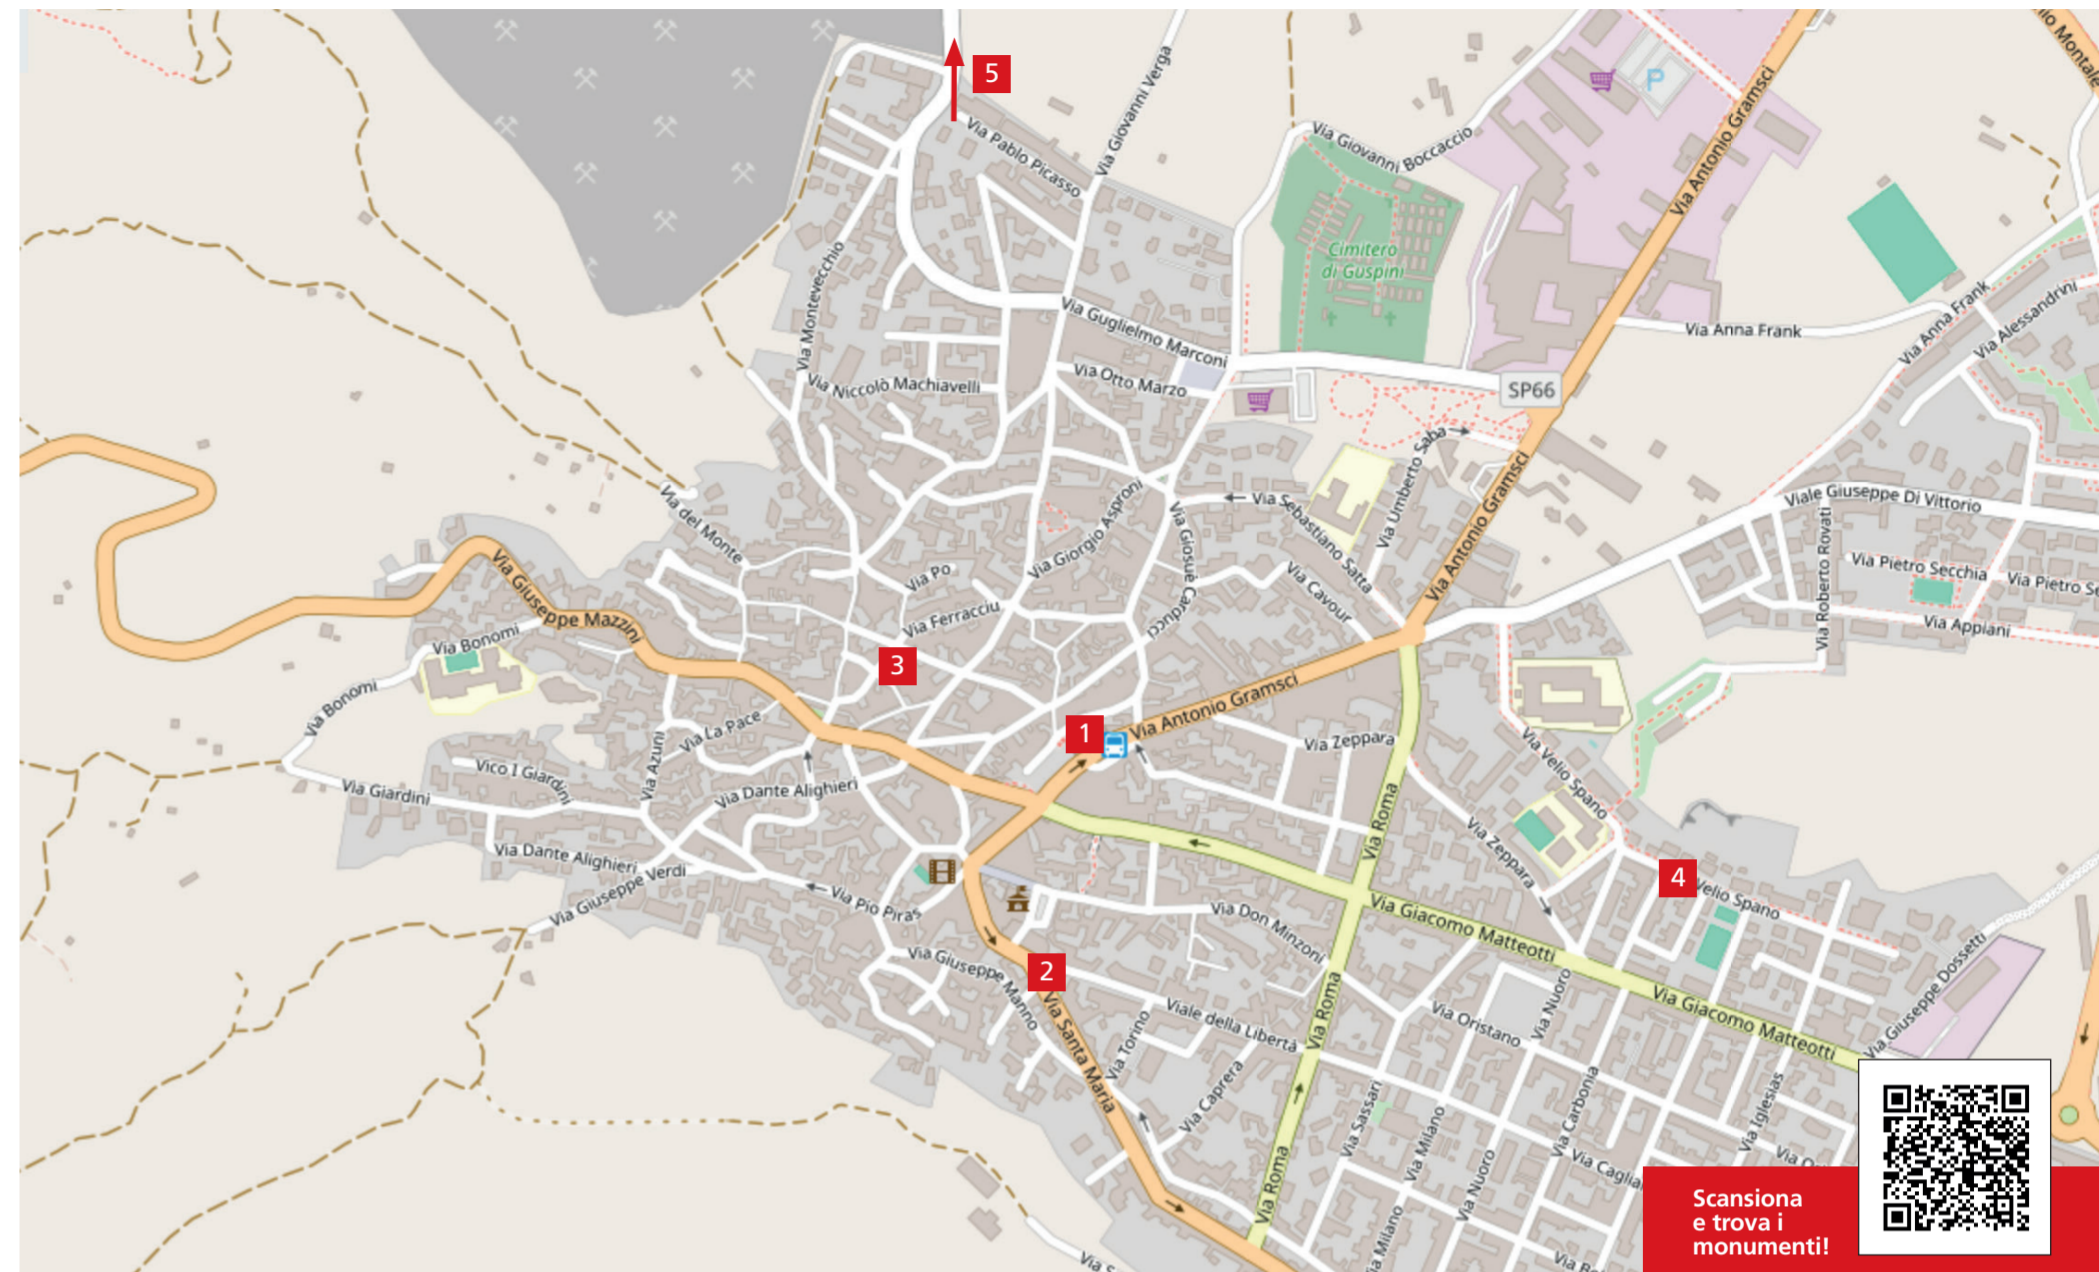 5
Via Pablo Picasso
Via Giovanni Verga
Via Giovanni Boccaccio
P
Via Antonio Gramsci
Cimitero
di Guspini
Via Montevecchio
Via Guglielmo Marconi
Via Anna Frank
Via Anna Frank
Via Alessandrini
Via Niccolò Machiavelli
Via Otto Marzo
SP66
Via Umberto Saba
Via Antonio Gramsci
Via del Monte
Via Giorgio Asproni
Via Giosuè Carducci
Via Sebastiano Satta
Viale Giuseppe Di Vittorio
Via Roberto Rovati
Via Pietro Secchia
Via Appiani
Via Po
Via Cavour
Via Ferracciu
Via Giuseppe Mazzini
Via Bonomi
Via Bonomi
3
1
Via Antonio Gramsci
Via La Pace
Via Azuni
Via Zeppara
Via Velio Spano
Vico I Giardini
Via Giardini
Via Dante Alighieri
Via Roma
Via Zeppara
Via Dante Alighieri
Via Giuseppe Verdi
Via Pio Piras
4
Velio Spano
Via Don Minzoni
Via Giacomo Matteotti
Via Giuseppe Manno
2
Via Santa Maria
Viale della Libertà
Via Torino
Via Roma
Via Oristano
Via Nuoro
Via Giacomo Matteotti
Via Giuseppe Dossetti
Via Caprera
Via Sassari
Via Milano
Via Carbonia
Via Iglesias
Via Roma
Via Nuoro
Via Milano
Scansiona
e trova i
monumenti!